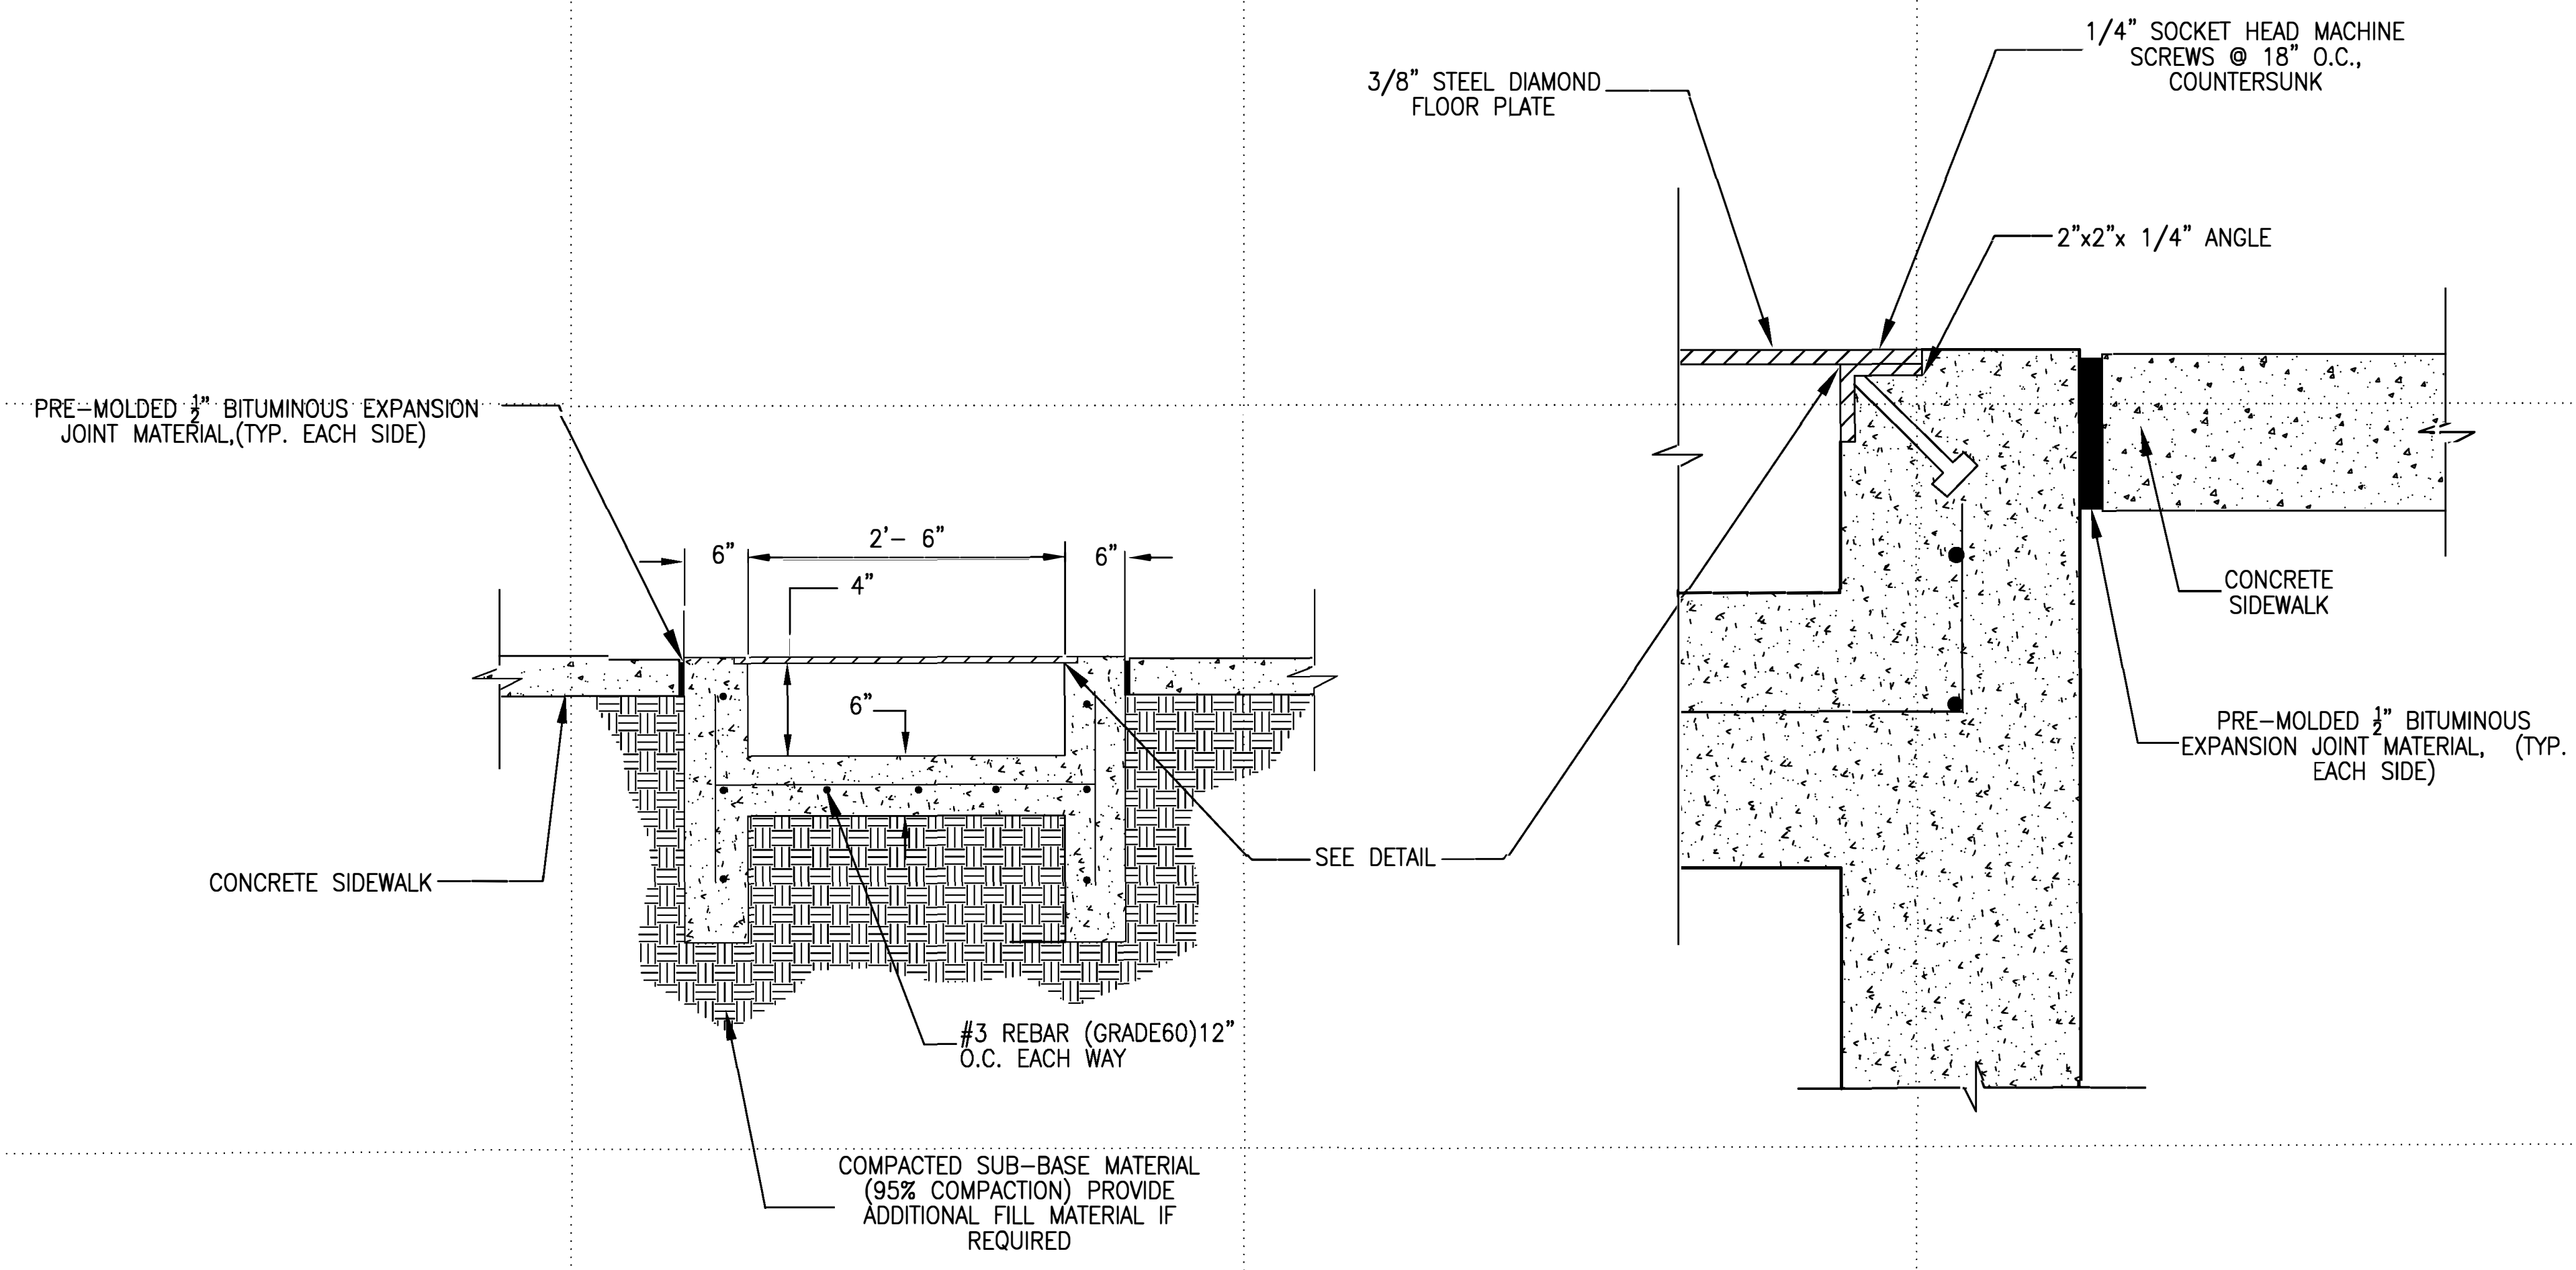 1/4" SOCKET HEAD MACHINE
SCREWS @ 18" O.C.,
COUNTERSUNK
3/8" STEEL DIAMOND
FLOOR PLATE
2"x2"x 1/4" ANGLE
PRE-MOLDED ½" BITUMINOUS EXPANSION
JOINT MATERIAL,(TYP. EACH SIDE)
6"
2'- 6"
6"
4"
6"
CONCRETE
SIDEWALK
PRE-MOLDED ½" BITUMINOUS
EXPANSION JOINT MATERIAL, (TYP.
EACH SIDE)
SEE DETAIL
CONCRETE SIDEWALK
#3 REBAR (GRADE60)12"
O.C. EACH WAY
COMPACTED SUB-BASE MATERIAL
(95% COMPACTION) PROVIDE
ADDITIONAL FILL MATERIAL IF
REQUIRED